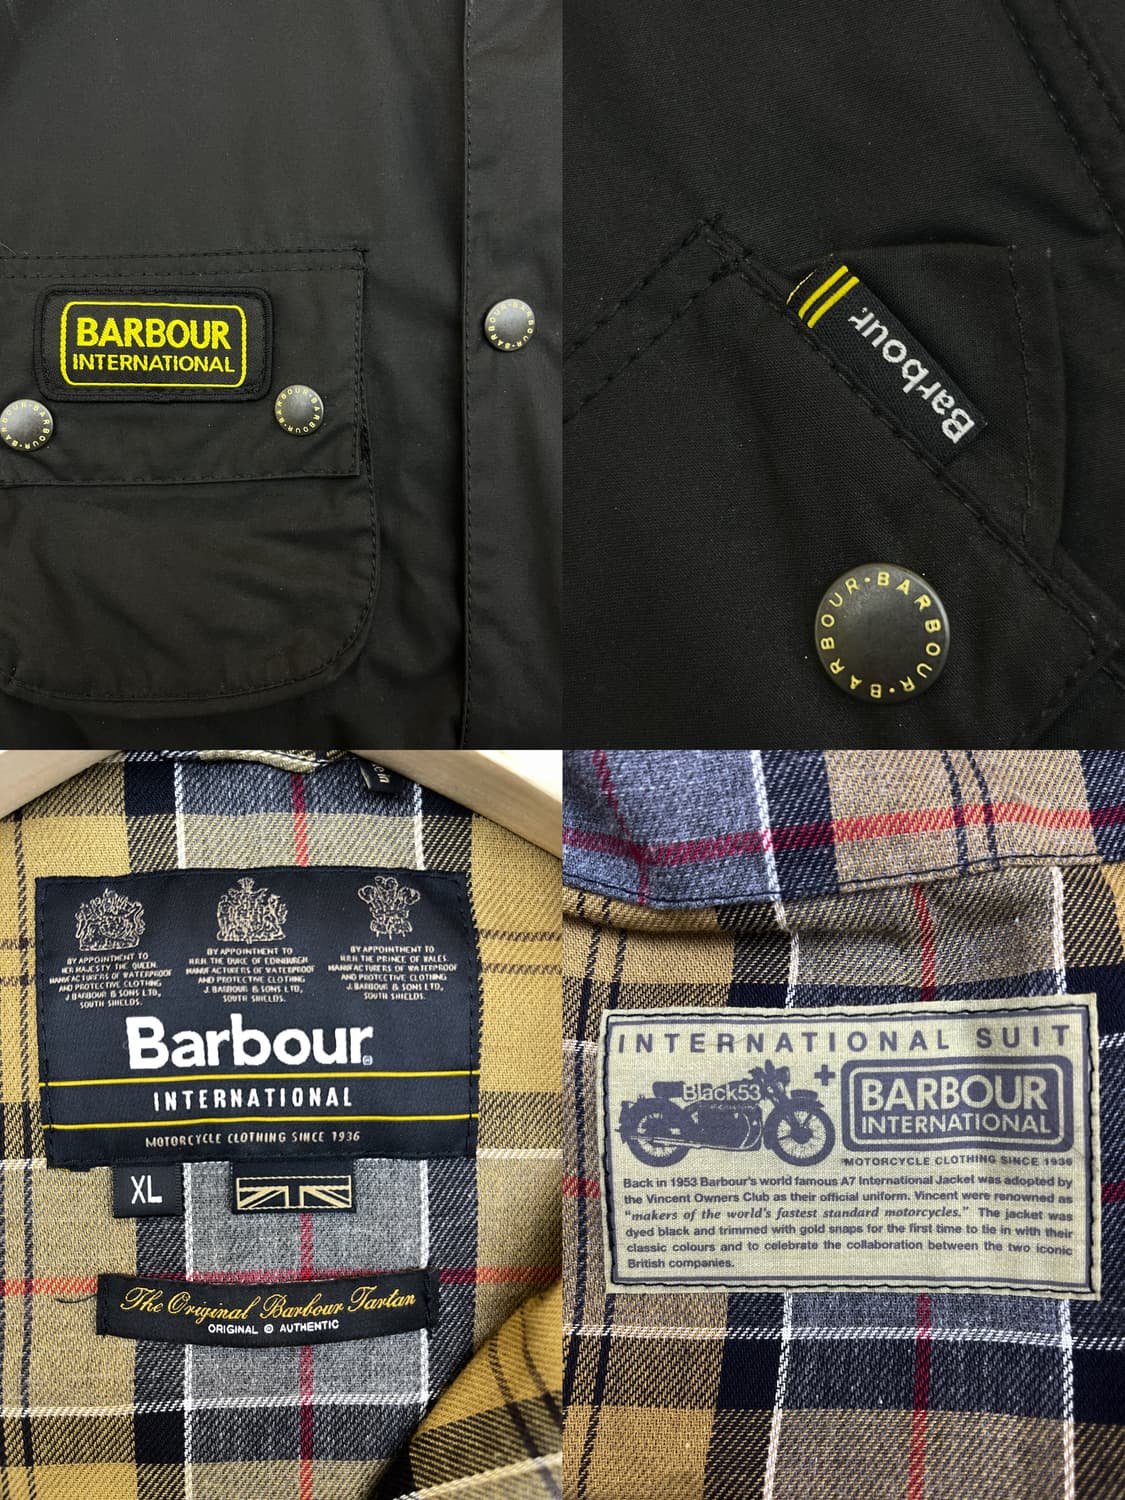 BARBOUR
INTERNATIONAL
BARBOUR · BARBOUR ·
BARBOUR · BARBOUR ·
BARBOUR · BARBOUR ·
Barbour.
BARBOUR · BARBOUR ·
BY APPOINTMENT TO
HER MAJESTY THE QUEEN
MANUFACTURERS OF WATERPROOF
AND PROTECTIVE CLOTHING
J. BARBOUR & SONS LTD,
SOUTH SHIELDS.
BY APPOINTMENT TO
H.R.H. THE DUKE OF EDINBURGH
MANUFACTURERS OF WATERPROOF
AND PROTECTIVE CLOTHING
J. BARBOUR & SONS LTD,
SOUTH SHIELDS.
BY APPOINTMENT TO
H.R.H. THE PRINCE OF WALES.
MANUFACTURERS OF WATERPROOF
AND PROTECTIVE CLOTHING
J. BARBOUR & SONS LTD,
SOUTH SHIELDS.
Barbour.®
INTERNATIONAL
MOTORCYCLE CLOTHING SINCE 1936
XL
The Original Barbour Tartan
ORIGINAL © AUTHENTIC
INTERNATIONAL SUIT
Black53
+
BARBOUR
INTERNATIONAL
MOTORCYCLE CLOTHING SINCE 1936
Back in 1953 Barbour's world famous A7 International Jacket was adopted by
the Vincent Owners Club as their official uniform. Vincent were renowned as
"makers of the world's fastest standard motorcycles." The jacket was
dyed black and trimmed with gold snaps for the first time to tie in with their
classic colours and to celebrate the collaboration between the two iconic
British companies.